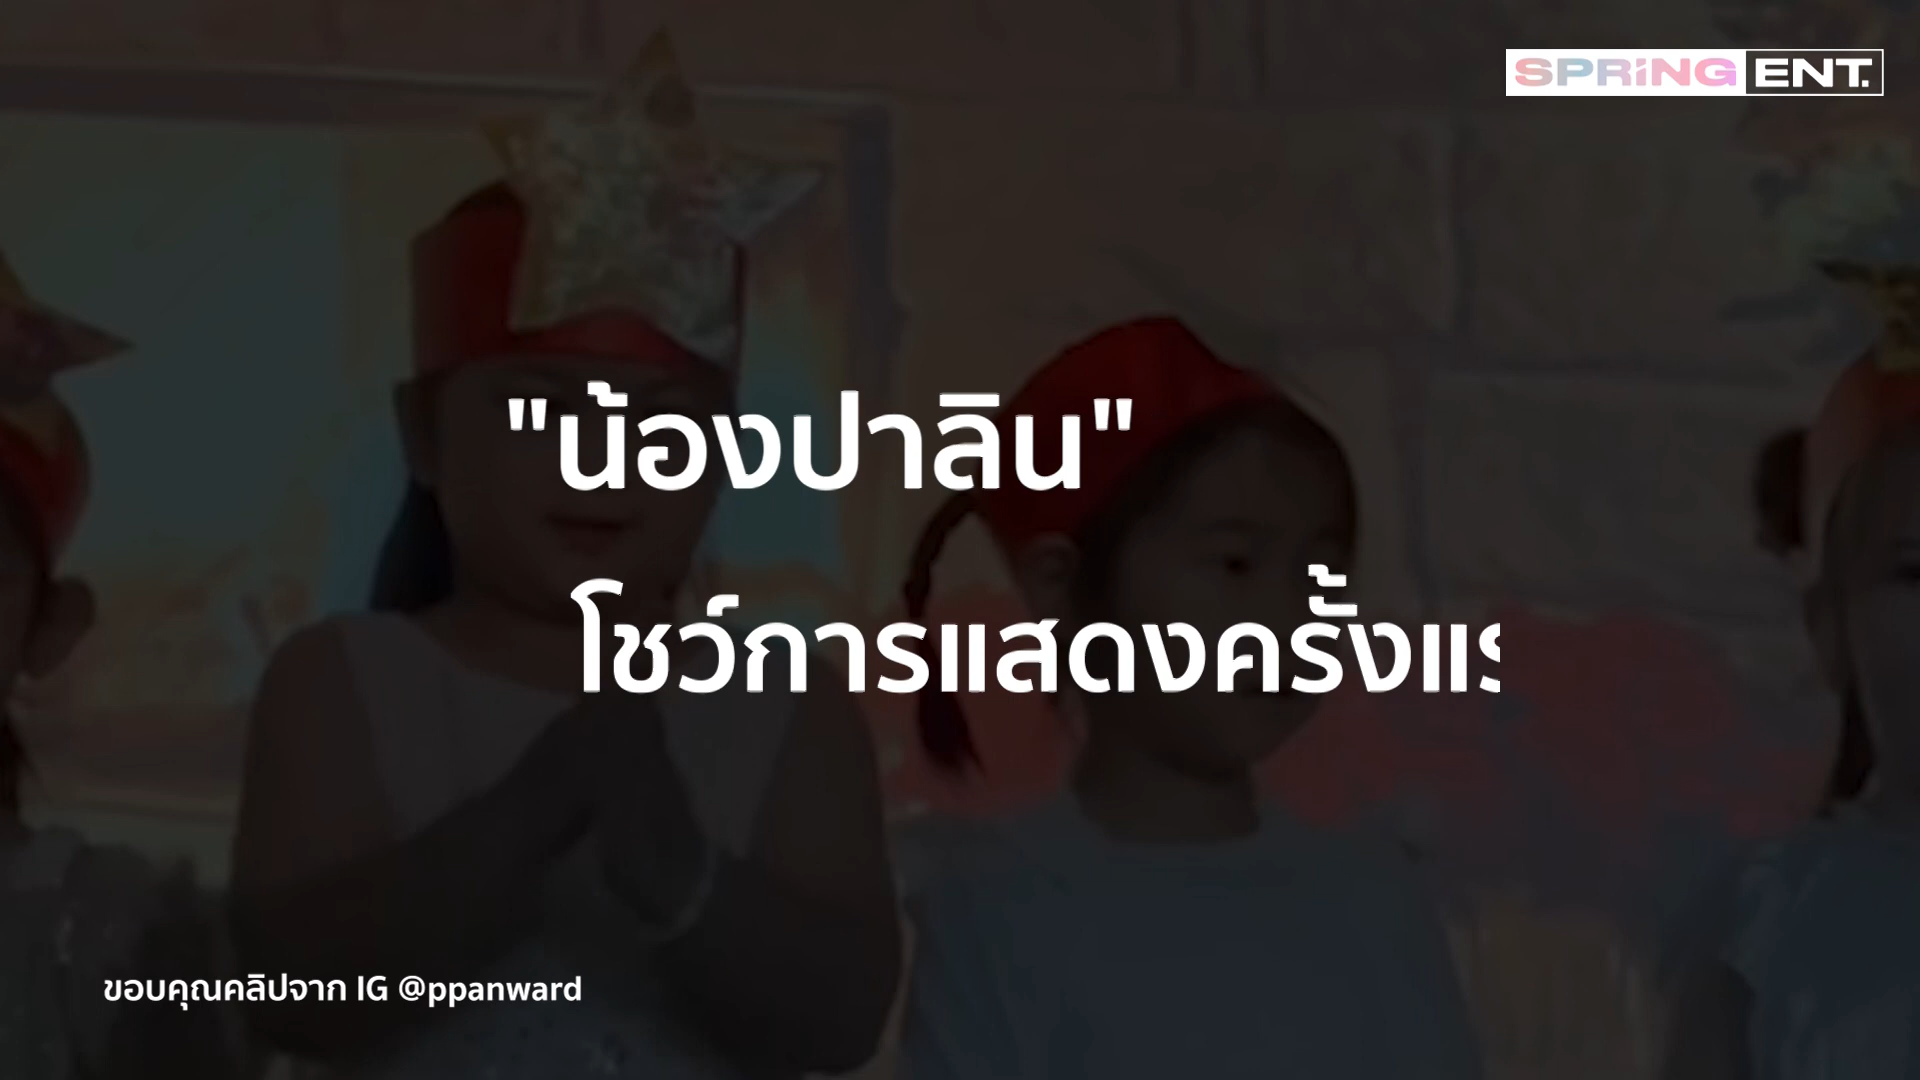 SPRiNG ENT.
"น้องปาลิน"
โชว์การแสดงครั้งแร
ขอบคุณคลิปจาก IG @ppanward